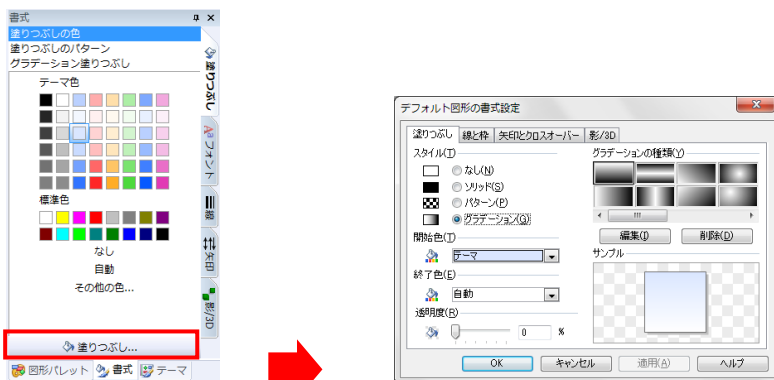 書式
塗りつぶしの色
塗りつぶしのパターン
グラデーション塗りつぶし
テーマ色
標準色
なし
自動
その他の色...
塗りつぶし...
図形パレット
書式
テーマ
塗りつぶし
フォント
線
矢印
影/3D
デフォルト図形の書式設定
塗りつぶし
線と枠
矢印とクロスオーバー
影/3D
スタイル(T)
なし(N)
ソリッド(S)
パターン(P)
グラデーション(G)
開始色(T)
テーマ
終了色(E)
自動
透明度(R)
0 %
グラデーションの種類(Y)
編集(I)
削除(D)
サンプル
OK
キャンセル
適用(A)
ヘルプ